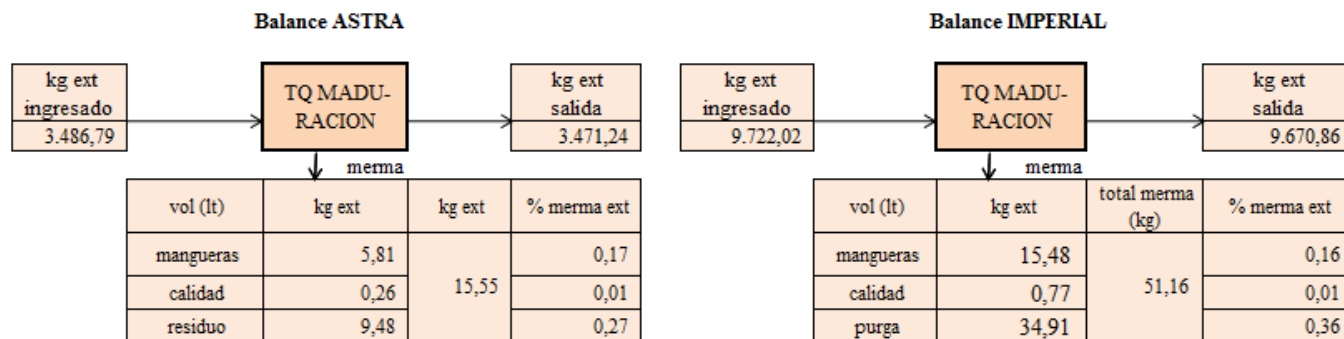 Balance ASTRA
kg ext
ingresado
3.486,79
TQ MADU-
RACION
kg ext
salida
3.471,24
merma
vol (lt) kg ext kg ext % merma ext
mangueras 5,81 0,17
calidad 0,26 15,55 0,01
residuo 9,48 0,27
Balance IMPERIAL
kg ext
ingresado
9.722,02
TQ MADU-
RACION
kg ext
salida
9.670,86
merma
vol (lt) kg ext total merma (kg) % merma ext
mangueras 15,48 0,16
calidad 0,77 51,16 0,01
purga 34,91 0,36